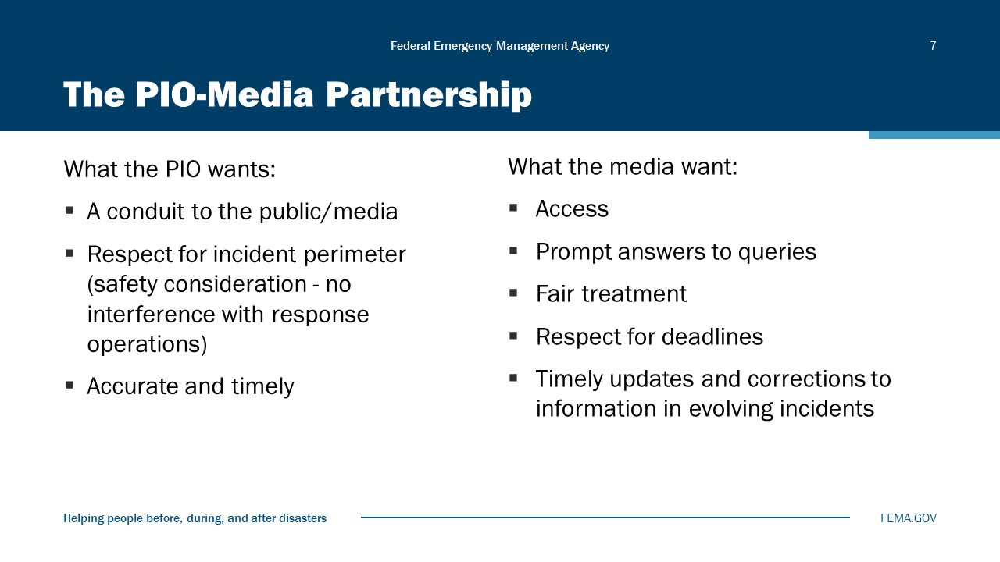 Federal Emergency Management Agency
7
The PIO-Media Partnership
What the PIO wants:
▪ A conduit to the public/media
▪ Respect for incident perimeter
(safety consideration - no
interference with response
operations)
▪ Accurate and timely
What the media want:
▪ Access
▪ Prompt answers to queries
▪ Fair treatment
▪ Respect for deadlines
▪ Timely updates and corrections to
information in evolving incidents
Helping people before, during, and after disasters
FEMA.GOV